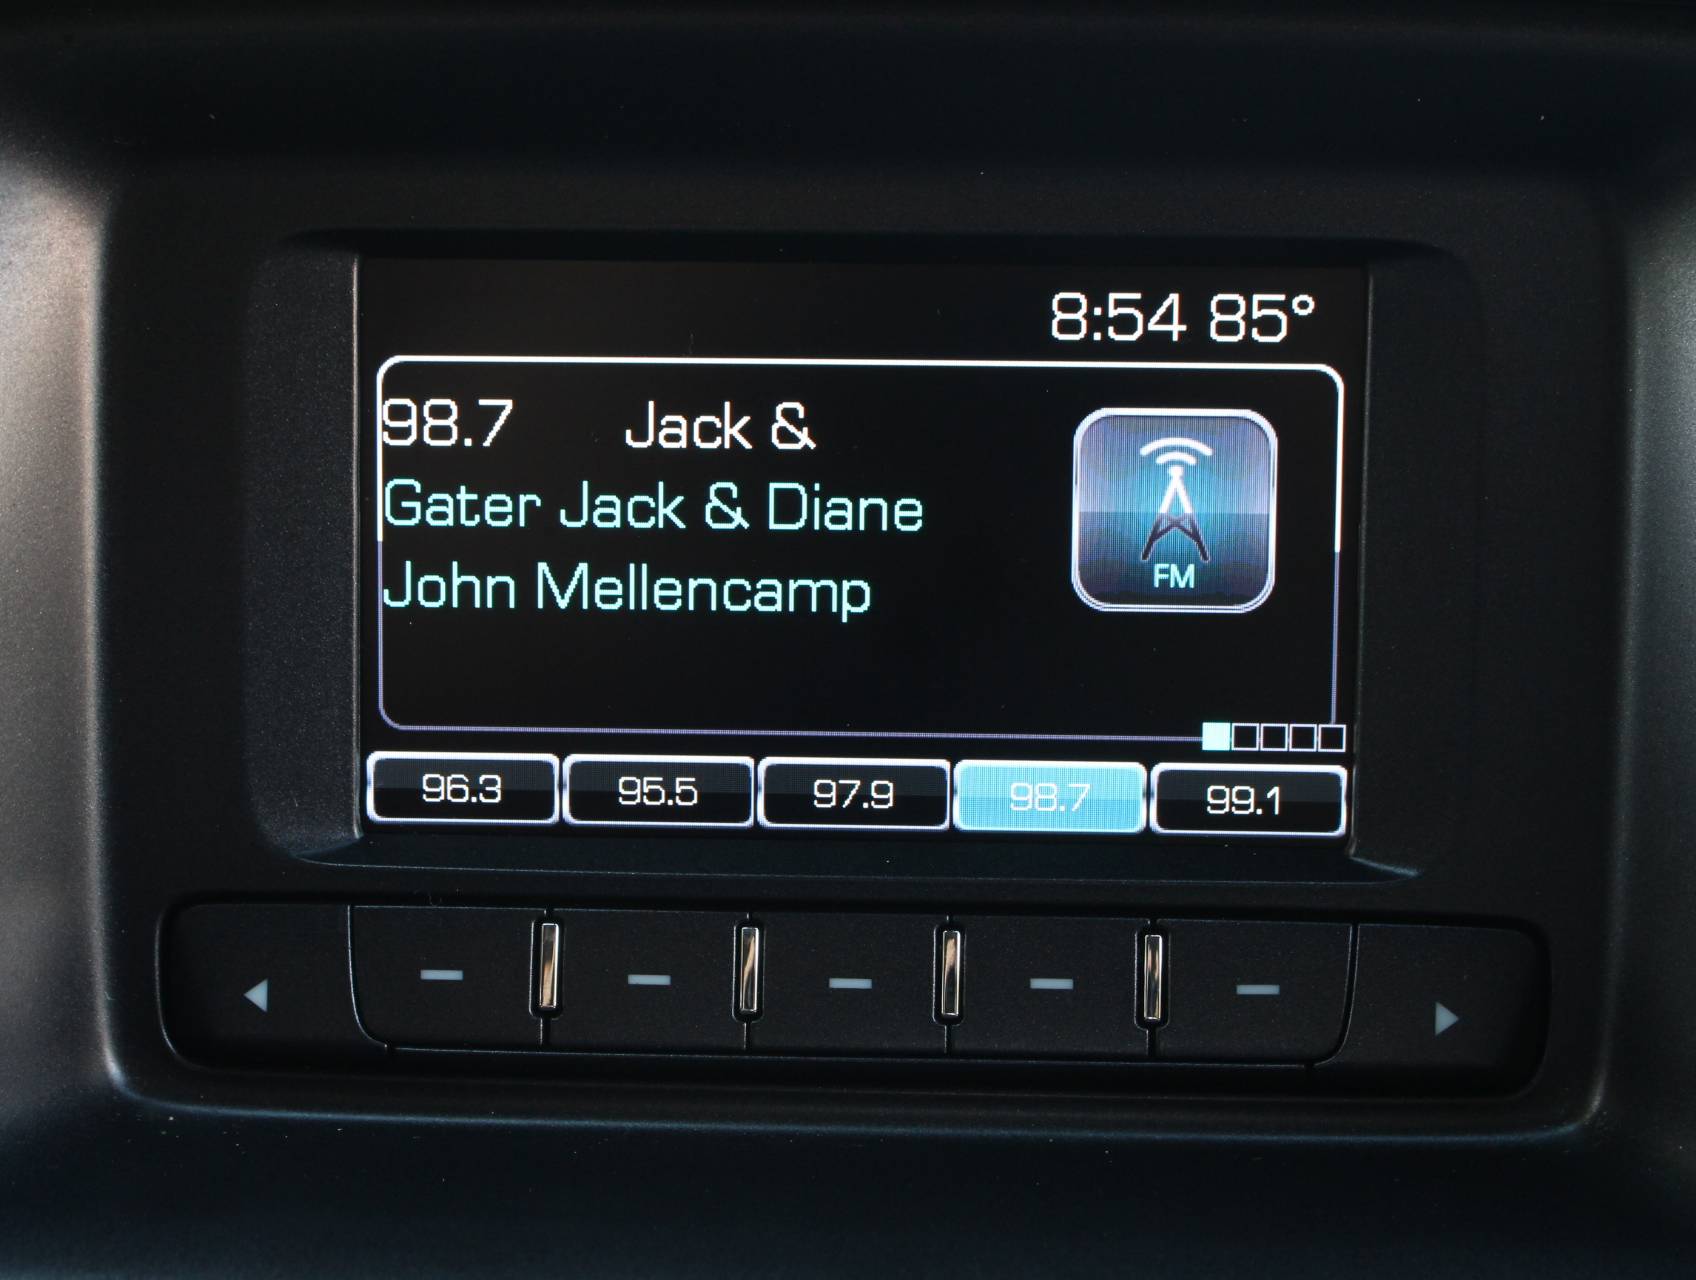 8:54 85°
98.7 Jack &
Gater Jack & Diane
John Mellencamp
FM
96.3 95.5 97.9 98.7 99.1